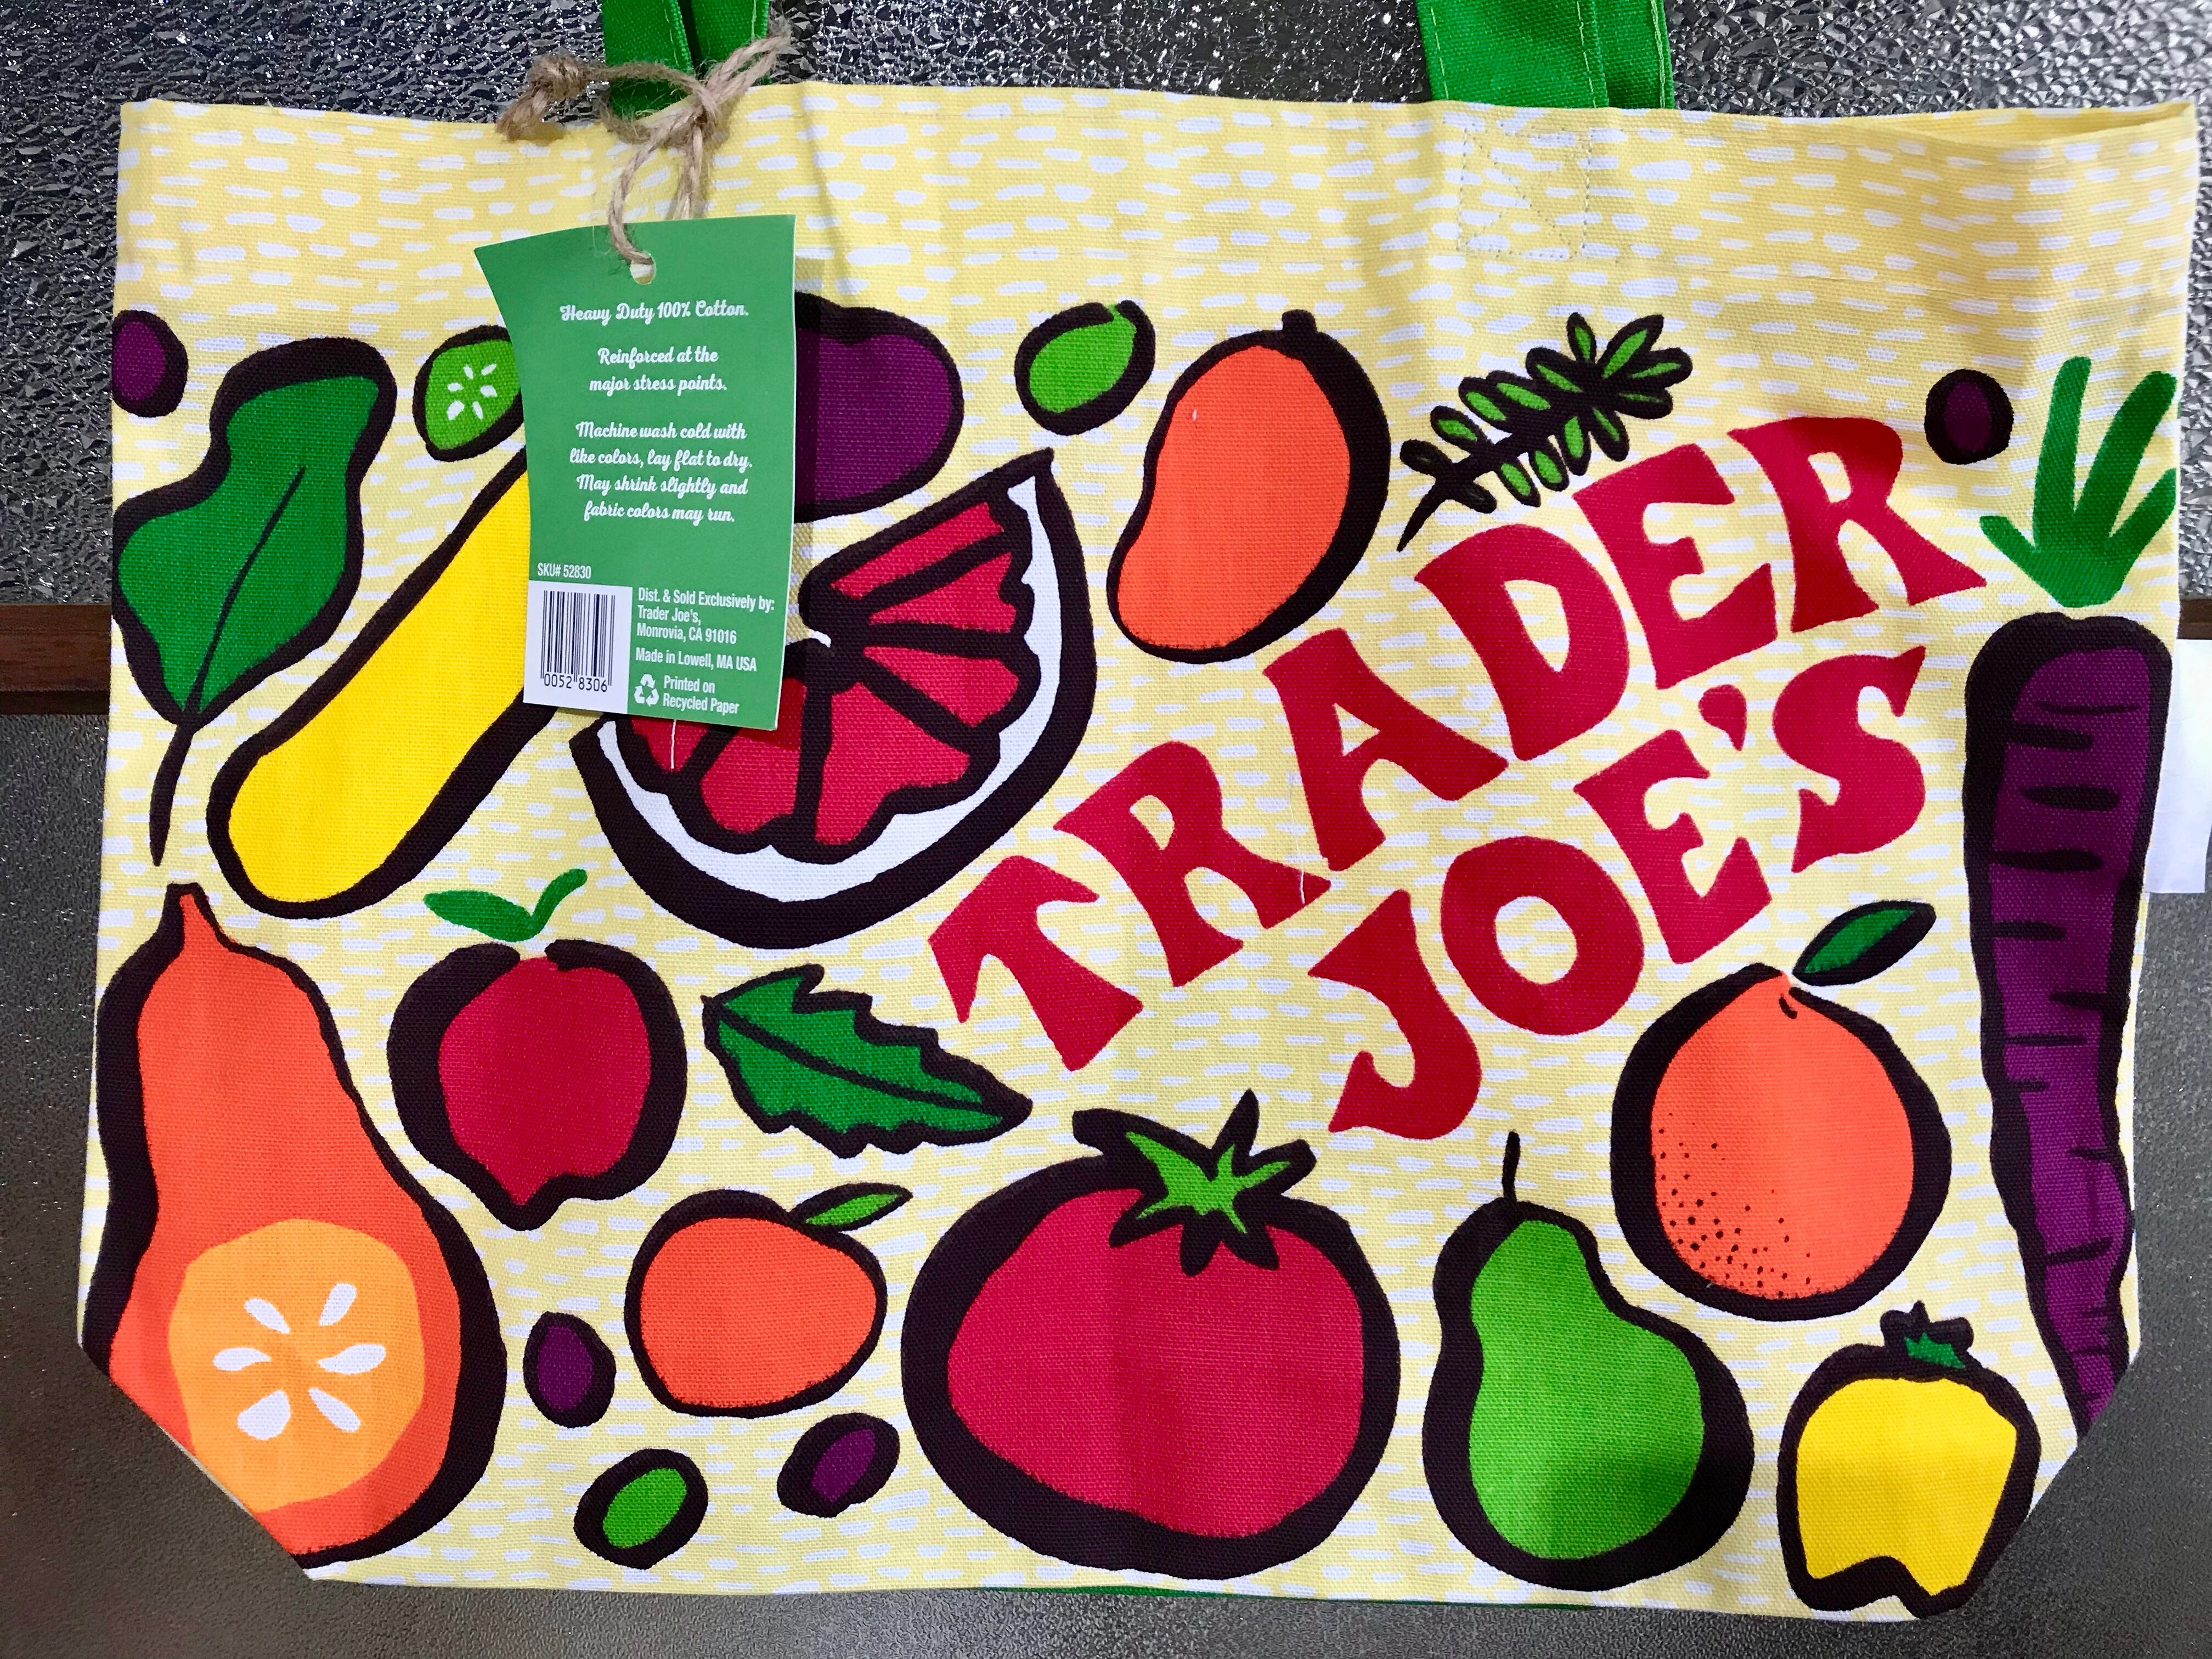 Heavy Duty 100% Cotton.
Reinforced at the
major stress points.
Machine wash cold with
like colors, lay flat to dry.
May shrink slightly and
fabric colors may run.
SKU# 52830
0052 8306
Dist. & Sold Exclusively by:
Trader Joe's,
Monrovia, CA 91016
Made in Lowell, MA USA
Printed on
Recycled Paper
TRADER
JOE'S